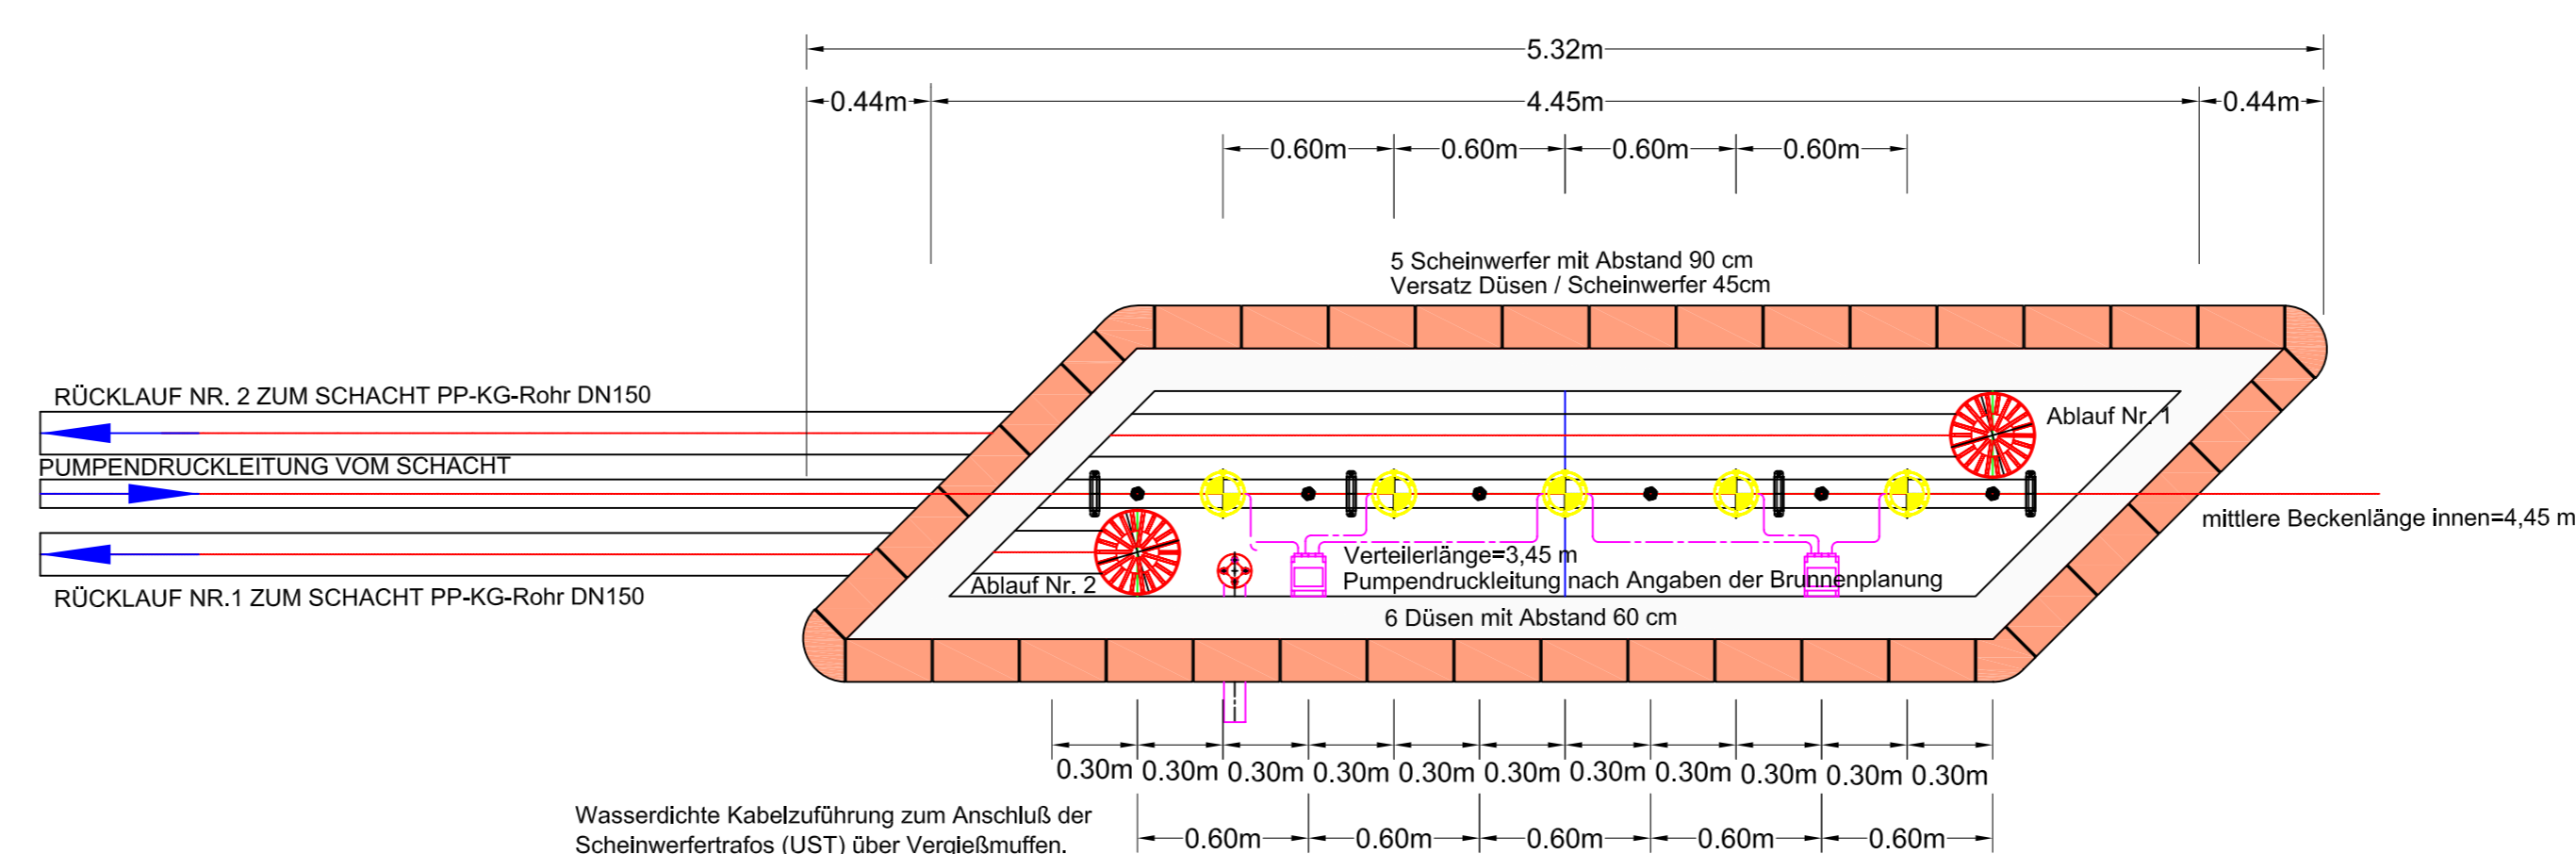 5.32m
0.44m 4.45m 0.44m
0.60m 0.60m 0.60m 0.60m
5 Scheinwerfer mit Abstand 90 cm
Versatz Düsen / Scheinwerfer 45cm
RÜCKLAUF NR. 2 ZUM SCHACHT PP-KG-Rohr DN150
Ablauf Nr. 1
PUMPENDRUCKLEITUNG VOM SCHACHT
mittlere Beckenlänge innen=4,45 m
Verteilerlänge=3,45 m
Pumpendruckleitung nach Angaben der Brunnenplanung
Ablauf Nr. 2
RÜCKLAUF NR.1 ZUM SCHACHT PP-KG-Rohr DN150
6 Düsen mit Abstand 60 cm
0.30m 0.30m 0.30m 0.30m 0.30m 0.30m 0.30m 0.30m 0.30m 0.30m 0.30m
Wasserdichte Kabelzuführung zum Anschluß der
Scheinwerfertrafos (UST) über Vergießmuffen.
0.60m 0.60m 0.60m 0.60m 0.60m